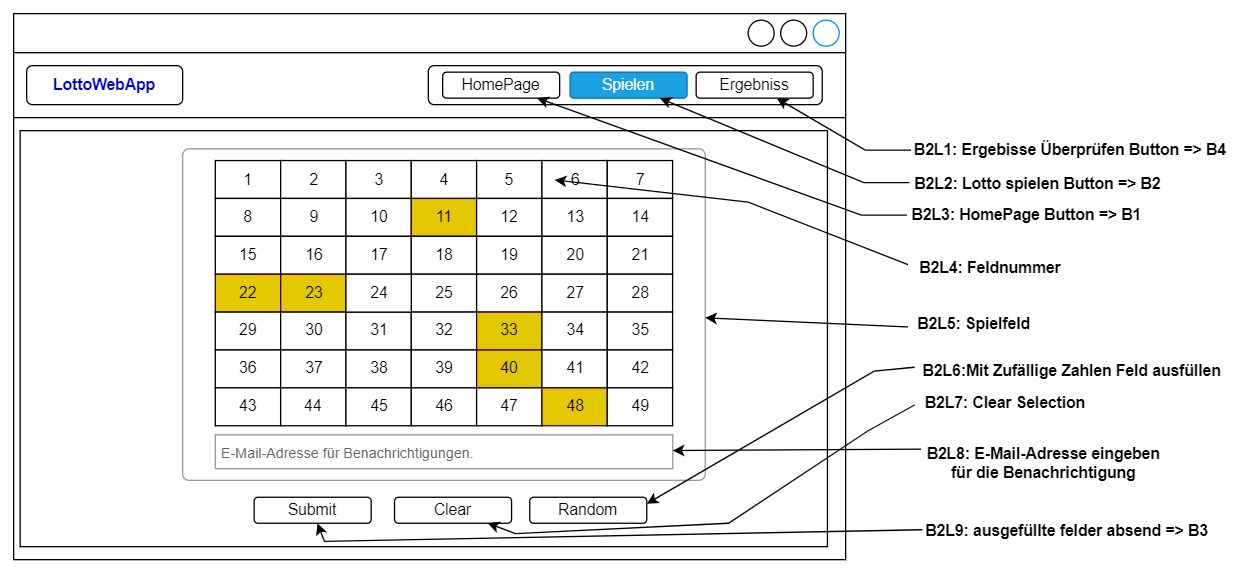 LottoWebApp
HomePage Spielen Ergebniss
1 2 3 4 5 6 7
8 9 10 11 12 13 14
15 16 17 18 19 20 21
22 23 24 25 26 27 28
29 30 31 32 33 34 35
36 37 38 39 40 41 42
43 44 45 46 47 48 49
E-Mail-Adresse für Benachrichtigungen.
Submit Clear Random
B2L1: Ergebisse Überprüfen Button => B4
B2L2: Lotto spielen Button => B2
B2L3: HomePage Button => B1
B2L4: Feldnummer
B2L5: Spielfeld
B2L6:Mit Zufällige Zahlen Feld ausfüllen
B2L7: Clear Selection
B2L8: E-Mail-Adresse eingeben
für die Benachrichtigung
B2L9: ausgefüllte felder absend => B3